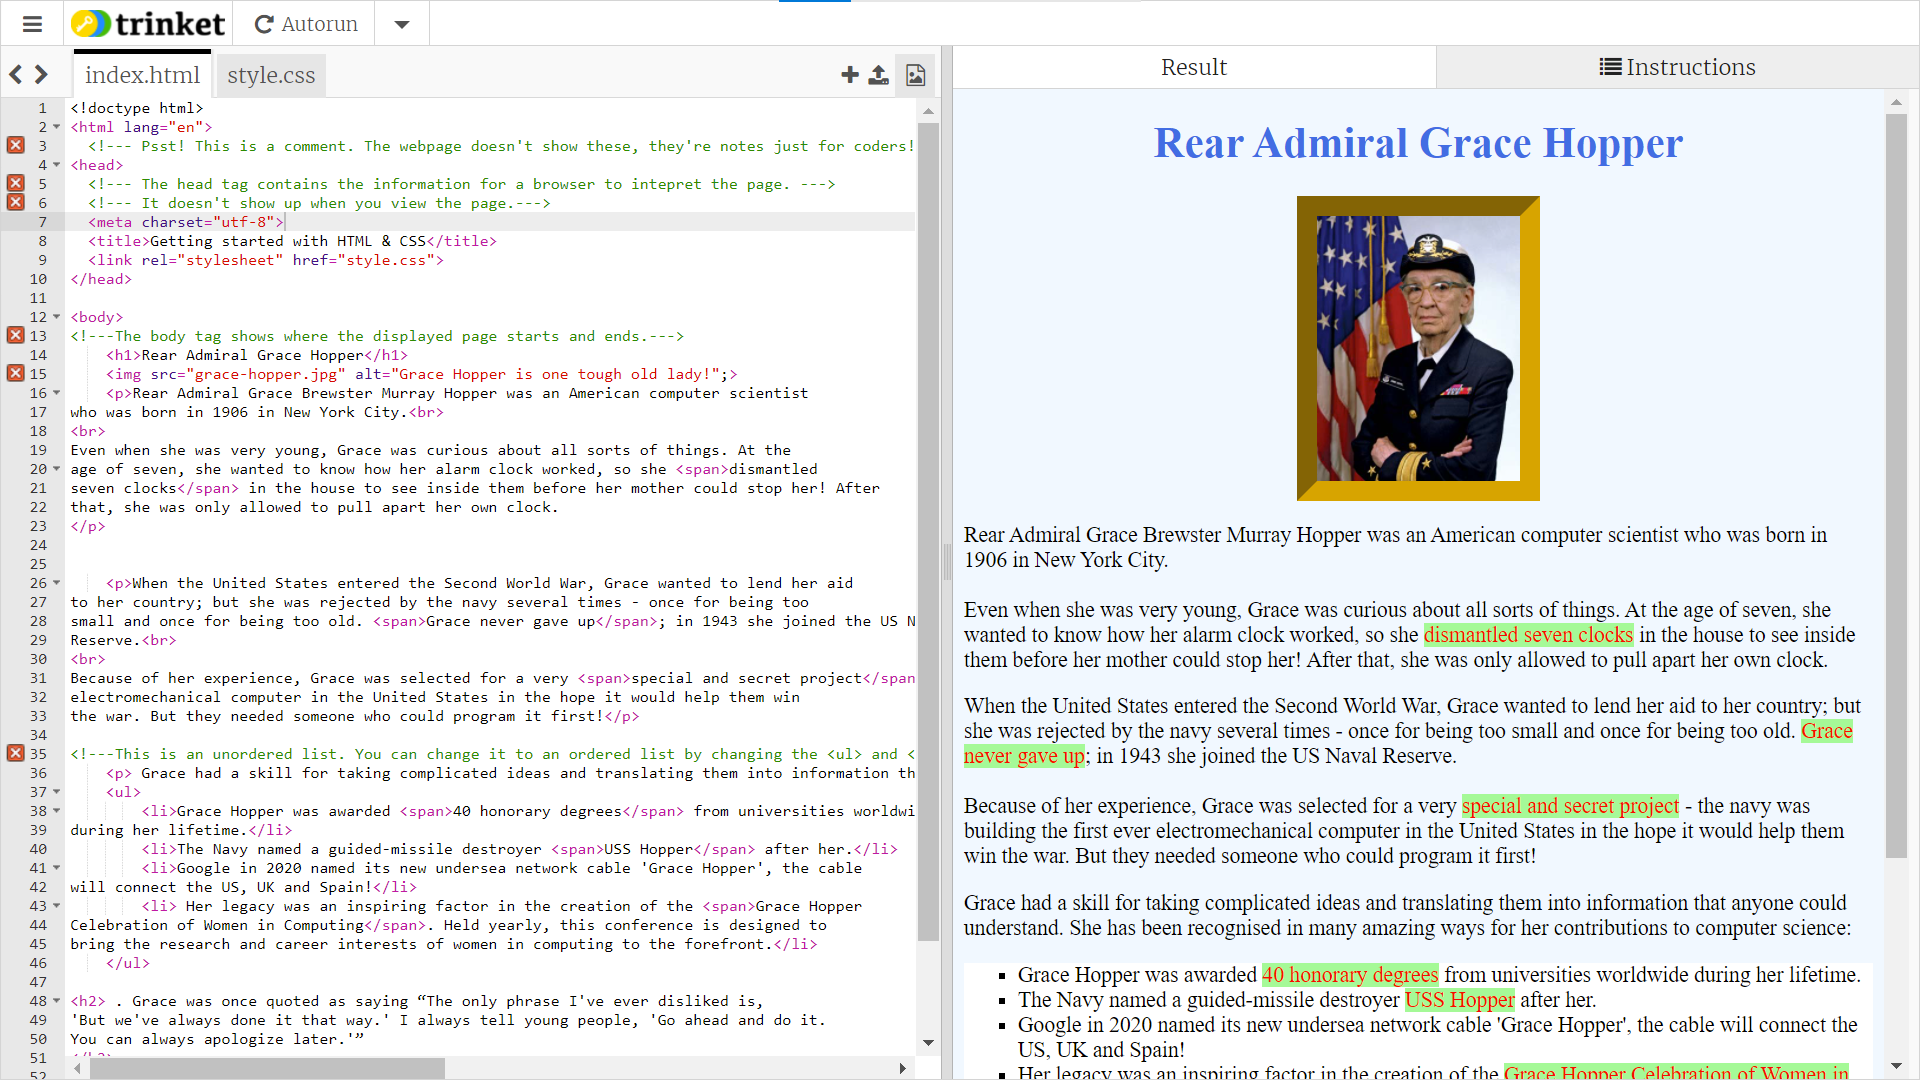 trinket
Autorun
index.html
style.css
Result
Instructions
1 <!doctype html>
2 <html lang="en">
3 <!--- Psst! This is a comment. The webpage doesn't show these, they're notes just for coders!
4 <head>
5 <!--- The head tag contains the information for a browser to intepret the page. --->
6 <!--- It doesn't show up when you view the page.--->
7 <meta charset="utf-8">
8 <title>Getting started with HTML & CSS</title>
9 <link rel="stylesheet" href="style.css">
10 </head>
11
12 <body>
13 <!---The body tag shows where the displayed page starts and ends.--->
14 <h1>Rear Admiral Grace Hopper</h1>
15 <img src="grace-hopper.jpg" alt="Grace Hopper is one tough old lady!";>
16 <p>Rear Admiral Grace Brewster Murray Hopper was an American computer scientist
17 who was born in 1906 in New York City.<br>
18 <br>
19 Even when she was very young, Grace was curious about all sorts of things. At the
20 age of seven, she wanted to know how her alarm clock worked, so she <span>dismantled
21 seven clocks</span> in the house to see inside them before her mother could stop her! After
22 that, she was only allowed to pull apart her own clock.
23 </p>
24
25
26 <p>When the United States entered the Second World War, Grace wanted to lend her aid
27 to her country; but she was rejected by the navy several times - once for being too
28 small and once for being too old. <span>Grace never gave up</span>; in 1943 she joined the US N
29 Reserve.<br>
30 <br>
31 Because of her experience, Grace was selected for a very <span>special and secret project</span
32 electromechanical computer in the United States in the hope it would help them win
33 the war. But they needed someone who could program it first!</p>
34
35 <!---This is an unordered list. You can change it to an ordered list by changing the <ul> and <
36 <p> Grace had a skill for taking complicated ideas and translating them into information th
37 <ul>
38 <li>Grace Hopper was awarded <span>40 honorary degrees</span> from universities worldwi
39 during her lifetime.</li>
40 <li>The Navy named a guided-missile destroyer <span>USS Hopper</span> after her.</li>
41 <li>Google in 2020 named its new undersea network cable 'Grace Hopper', the cable
42 will connect the US, UK and Spain!</li>
43 <li> Her legacy was an inspiring factor in the creation of the <span>Grace Hopper
44 Celebration of Women in Computing</span>. Held yearly, this conference is designed to
45 bring the research and career interests of women in computing to the forefront.</li>
46 </ul>
47
48 <h2> . Grace was once quoted as saying “The only phrase I've ever disliked is,
49 'But we've always done it that way.' I always tell young people, 'Go ahead and do it.
50 You can always apologize later.'”
51
52
Rear Admiral Grace Hopper
Rear Admiral Grace Brewster Murray Hopper was an American computer scientist who was born in
1906 in New York City.
Even when she was very young, Grace was curious about all sorts of things. At the age of seven, she
wanted to know how her alarm clock worked, so she dismantled seven clocks in the house to see inside
them before her mother could stop her! After that, she was only allowed to pull apart her own clock.
When the United States entered the Second World War, Grace wanted to lend her aid to her country; but
she was rejected by the navy several times - once for being too small and once for being too old. Grace
never gave up; in 1943 she joined the US Naval Reserve.
Because of her experience, Grace was selected for a very special and secret project - the navy was
building the first ever electromechanical computer in the United States in the hope it would help them
win the war. But they needed someone who could program it first!
Grace had a skill for taking complicated ideas and translating them into information that anyone could
understand. She has been recognised in many amazing ways for her contributions to computer science:
Grace Hopper was awarded 40 honorary degrees from universities worldwide during her lifetime.
The Navy named a guided-missile destroyer USS Hopper after her.
Google in 2020 named its new undersea network cable 'Grace Hopper', the cable will connect the
US, UK and Spain!
Her legacy was an inspiring factor in the creation of the Grace Hopper Celebration of Women in